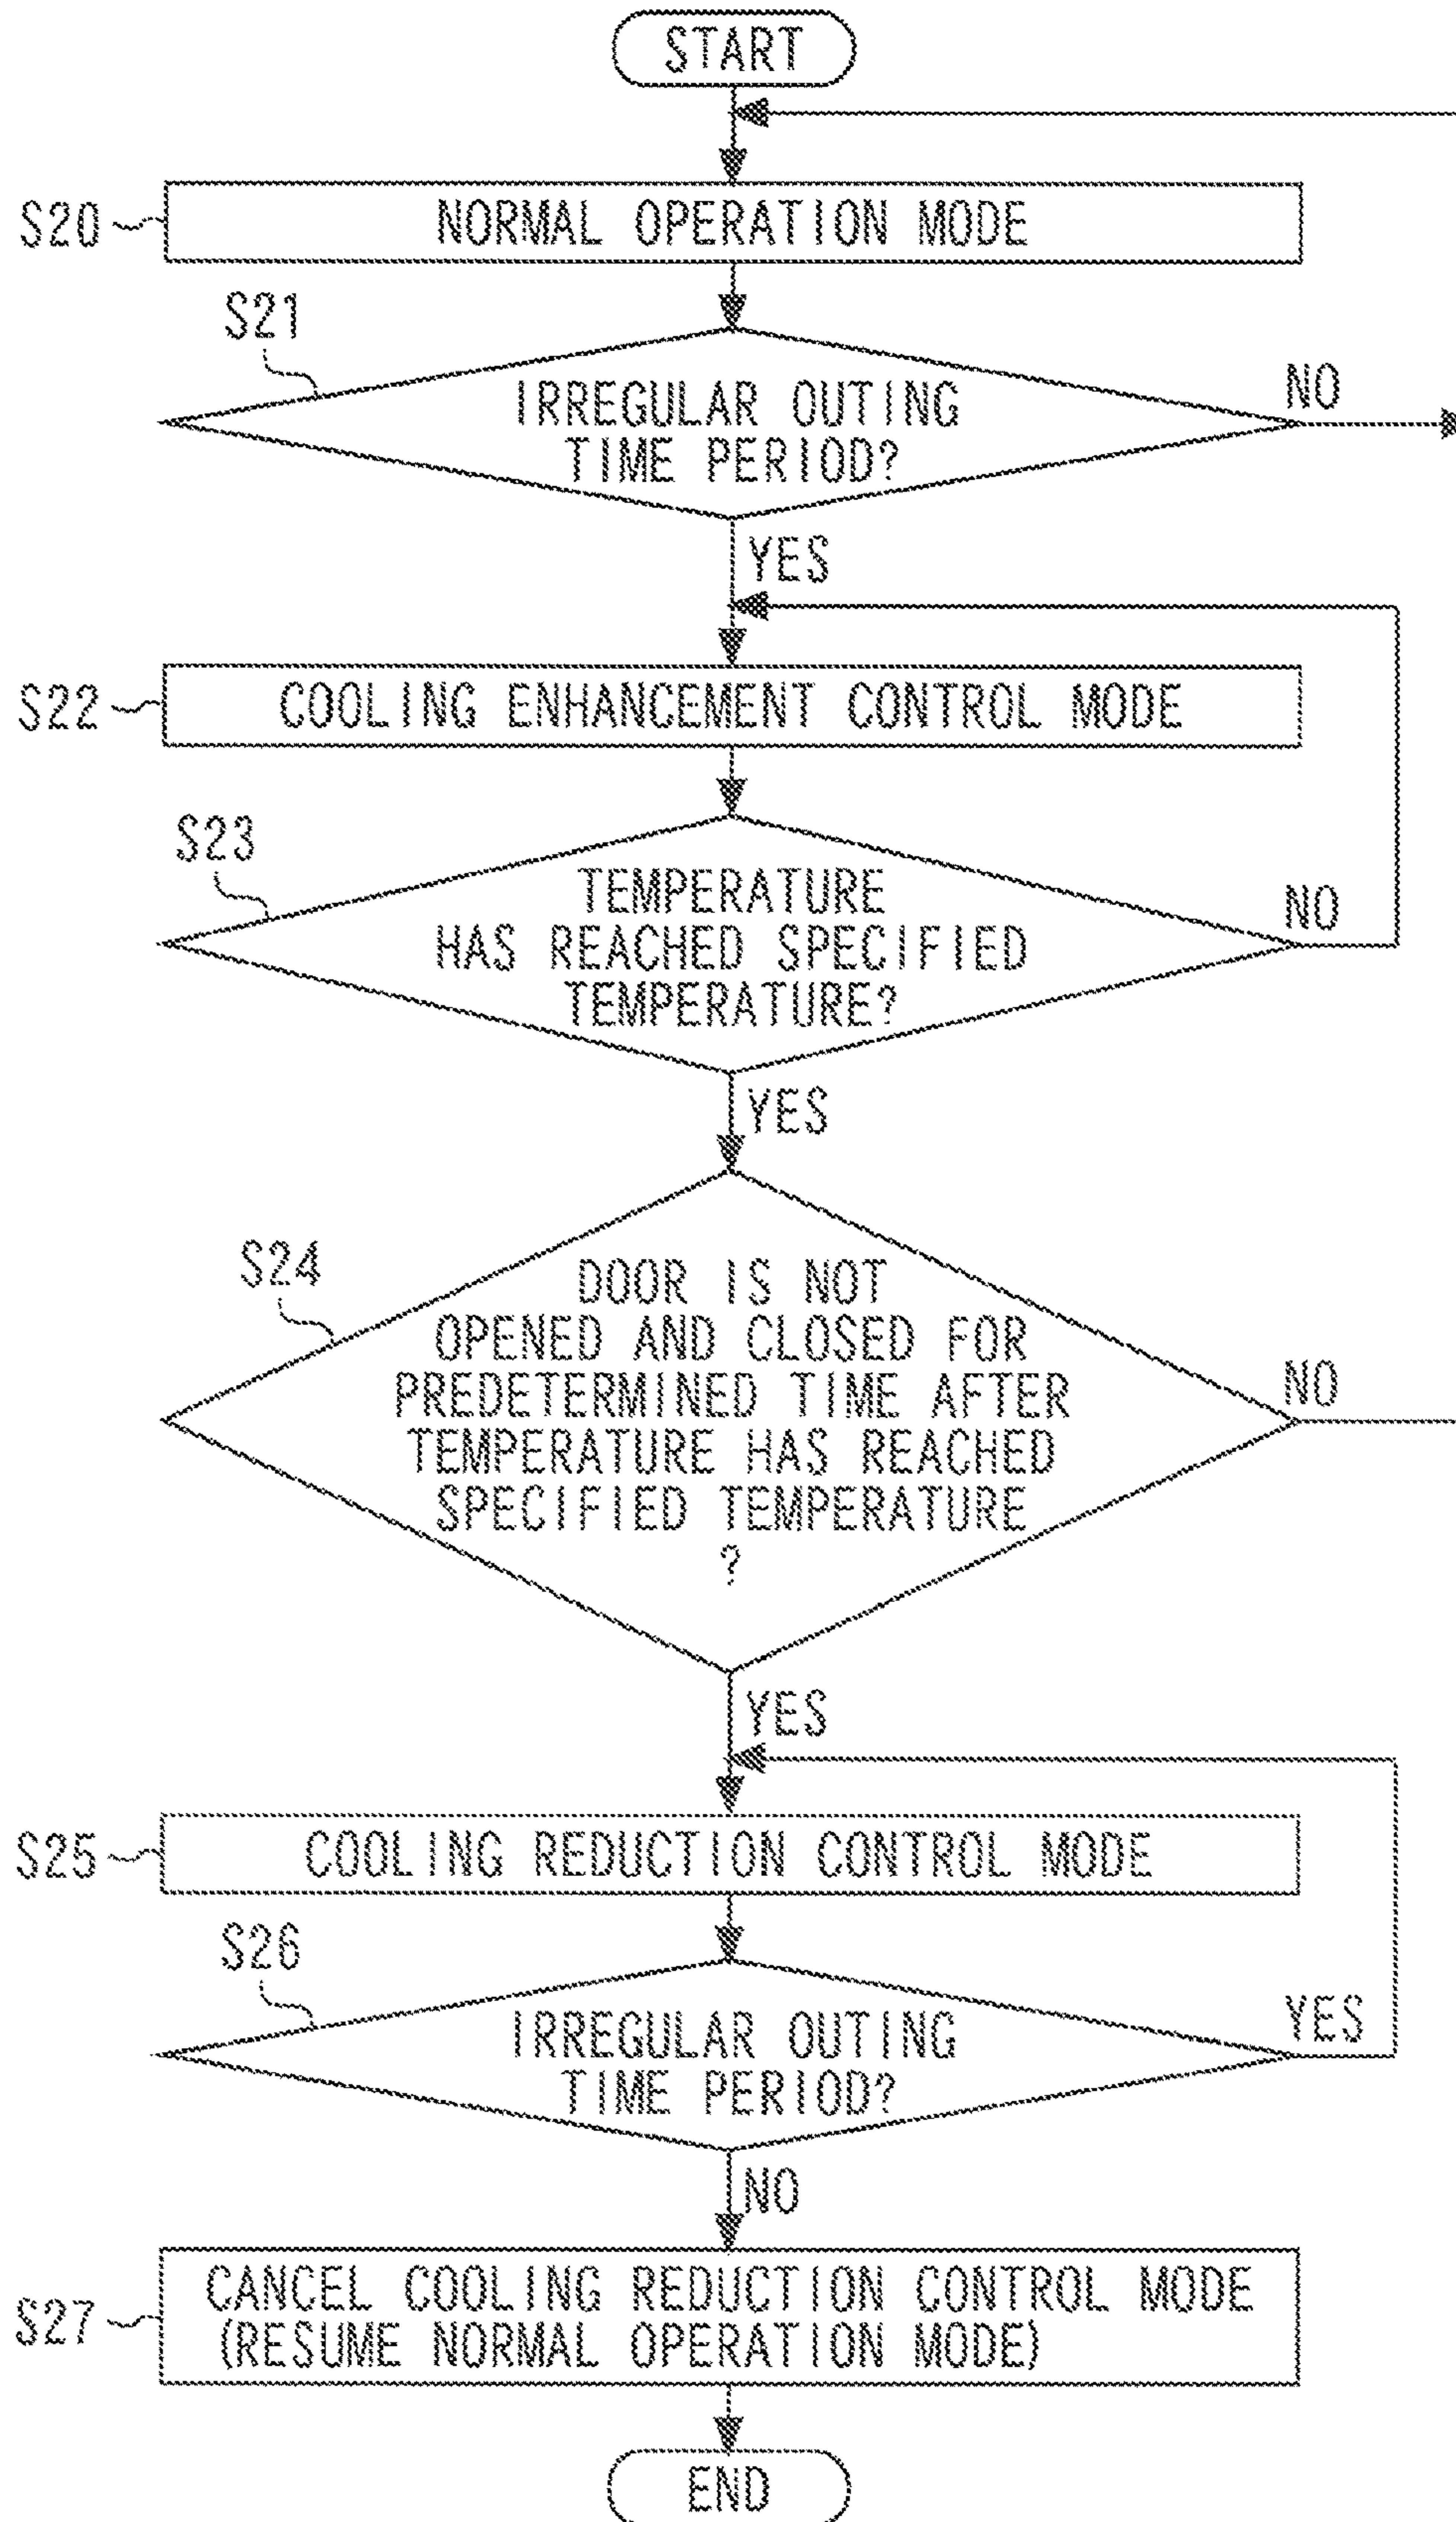 START
S20
NORMAL OPERATION MODE
S21
IRREGULAR OUTING
TIME PERIOD?
NO
YES
S22
COOLING ENHANCEMENT CONTROL MODE
S23
TEMPERATURE
HAS REACHED SPECIFIED
TEMPERATURE?
NO
YES
S24
DOOR IS NOT
OPENED AND CLOSED FOR
PREDETERMINED TIME AFTER
TEMPERATURE HAS REACHED
SPECIFIED TEMPERATURE
?
NO
YES
S25
COOLING REDUCTION CONTROL MODE
S26
IRREGULAR OUTING
TIME PERIOD?
YES
NO
S27
CANCEL COOLING REDUCTION CONTROL MODE
(RESUME NORMAL OPERATION MODE)
END